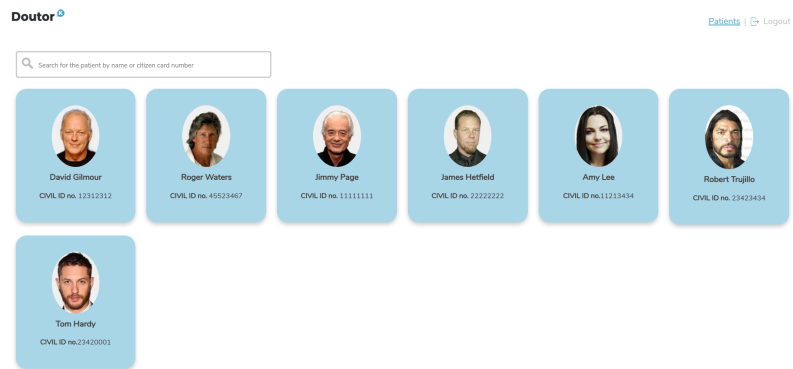 Doutor K
Patients | Logout
Search for the patient by name or citizen card number
David Gilmour
CIVIL ID no. 12312312
Roger Waters
CIVIL ID no. 45523467
Jimmy Page
CIVIL ID no. 11111111
James Hetfield
CIVIL ID no. 22222222
Amy Lee
CIVIL ID no.11213434
Robert Trujillo
CIVIL ID no. 23423434
Tom Hardy
CIVIL ID no.23420001